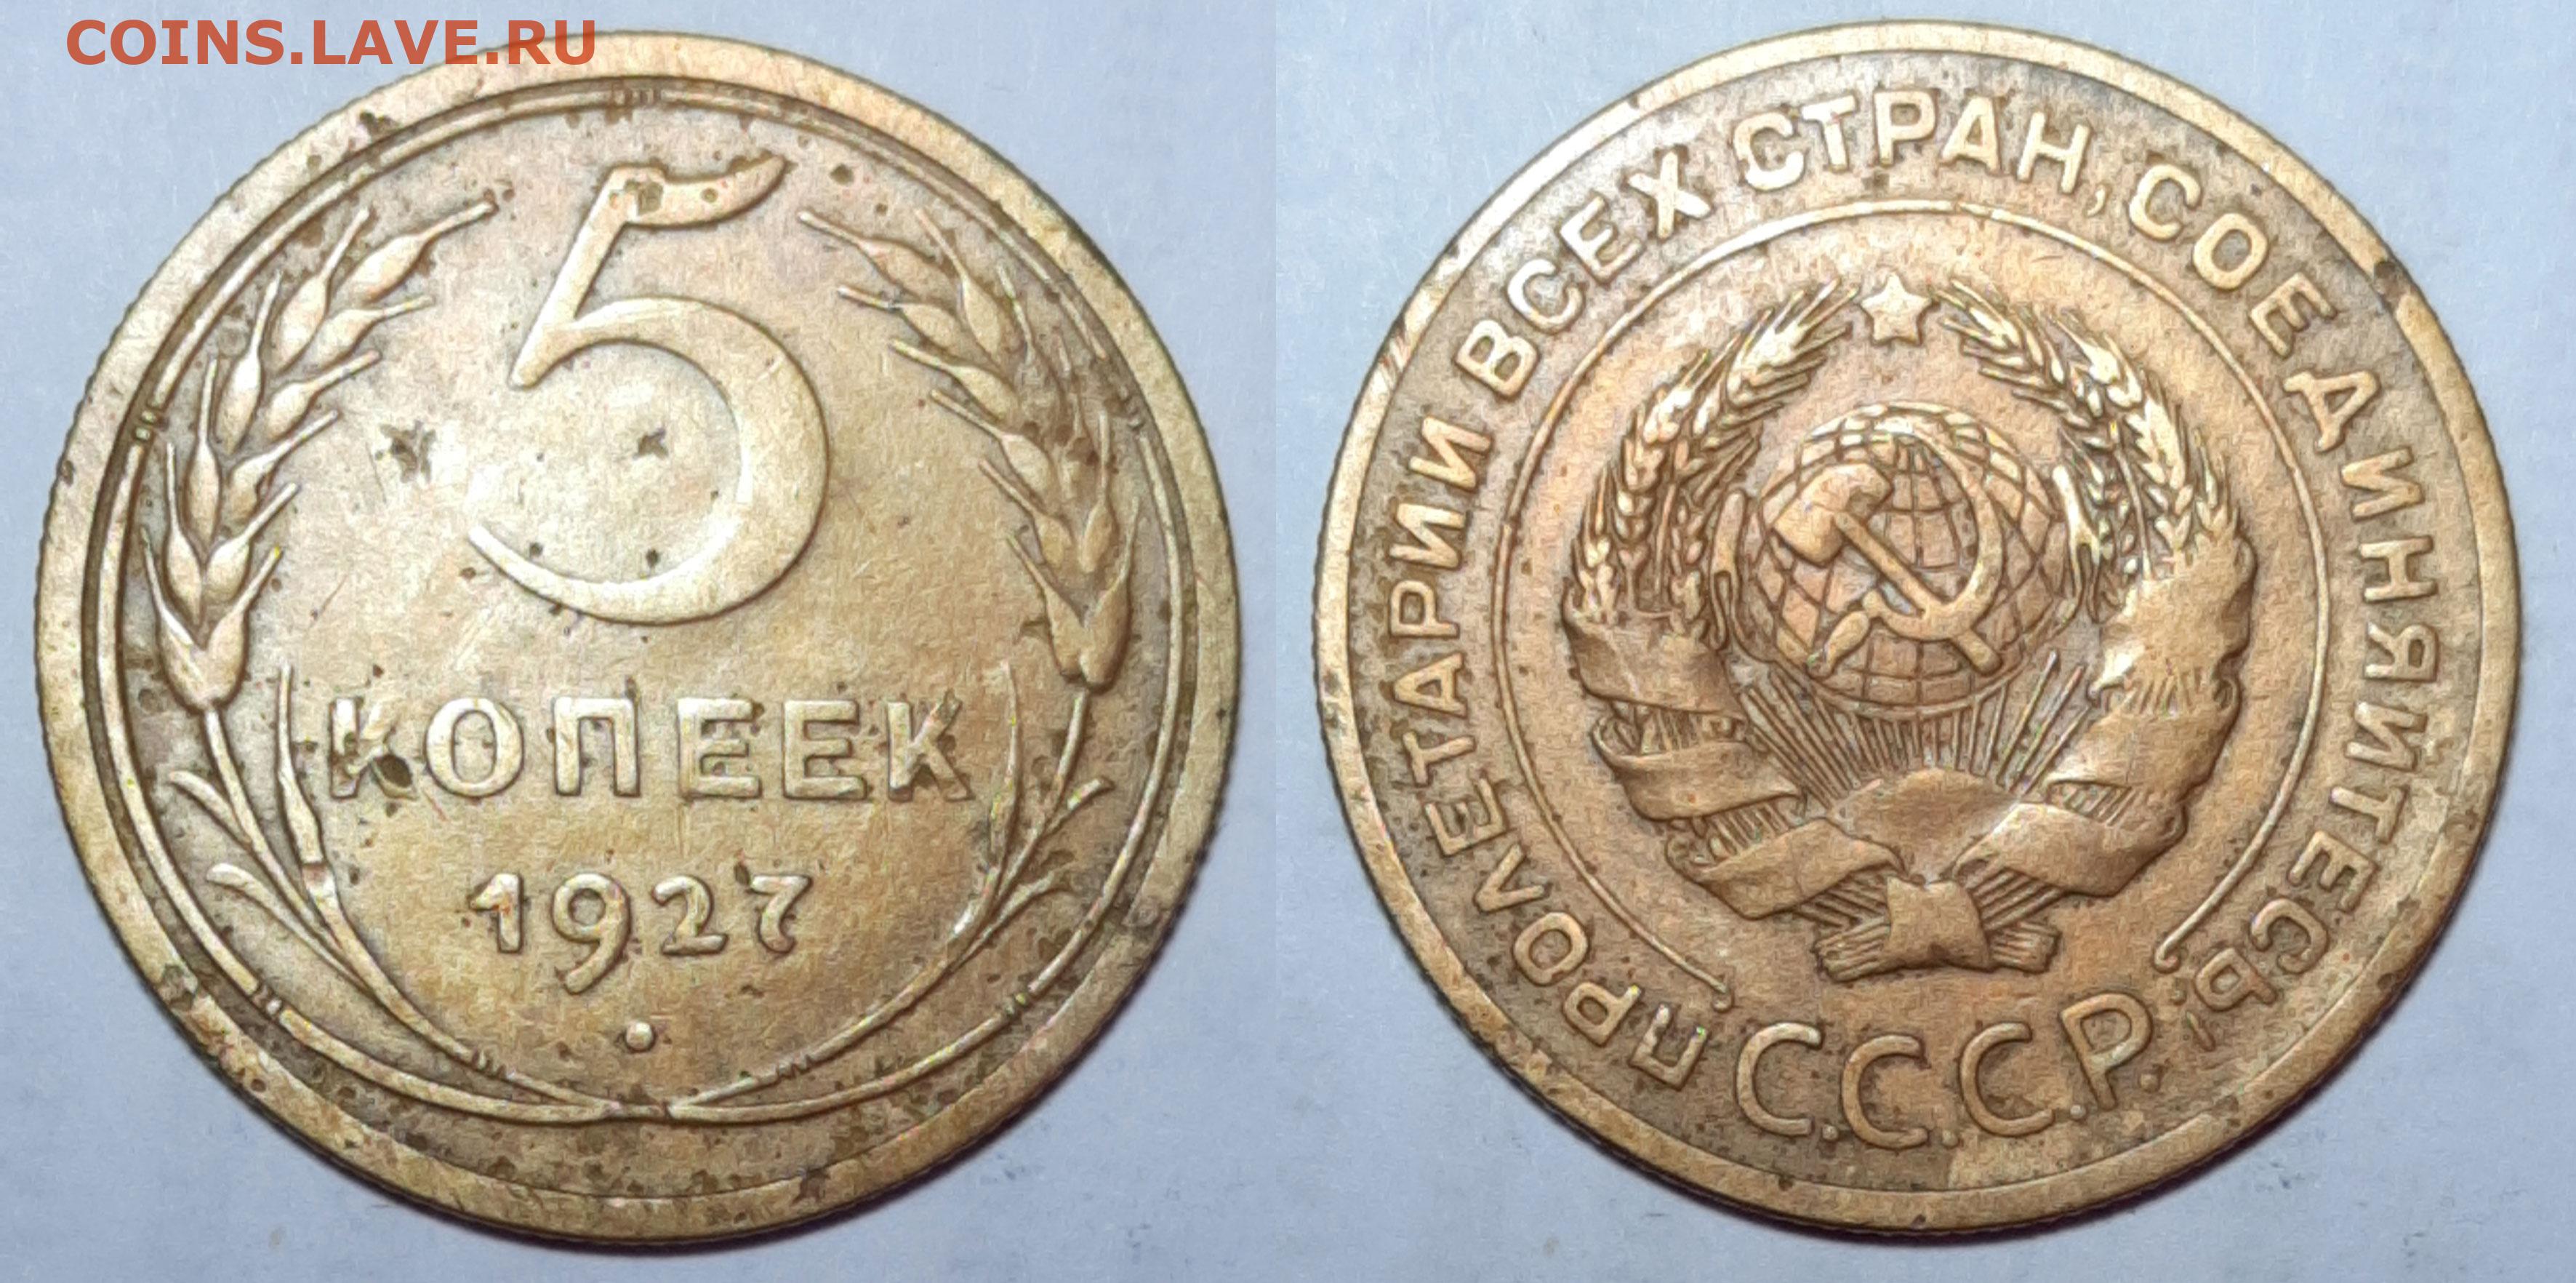 COINS.LAVE.RU
5
КОПЕЕК
1927
ПРОЛЕТАРИИ ВСЕХ СТРАН, СОЕДИНЯЙТЕСЬ!
С.С.С.Р.